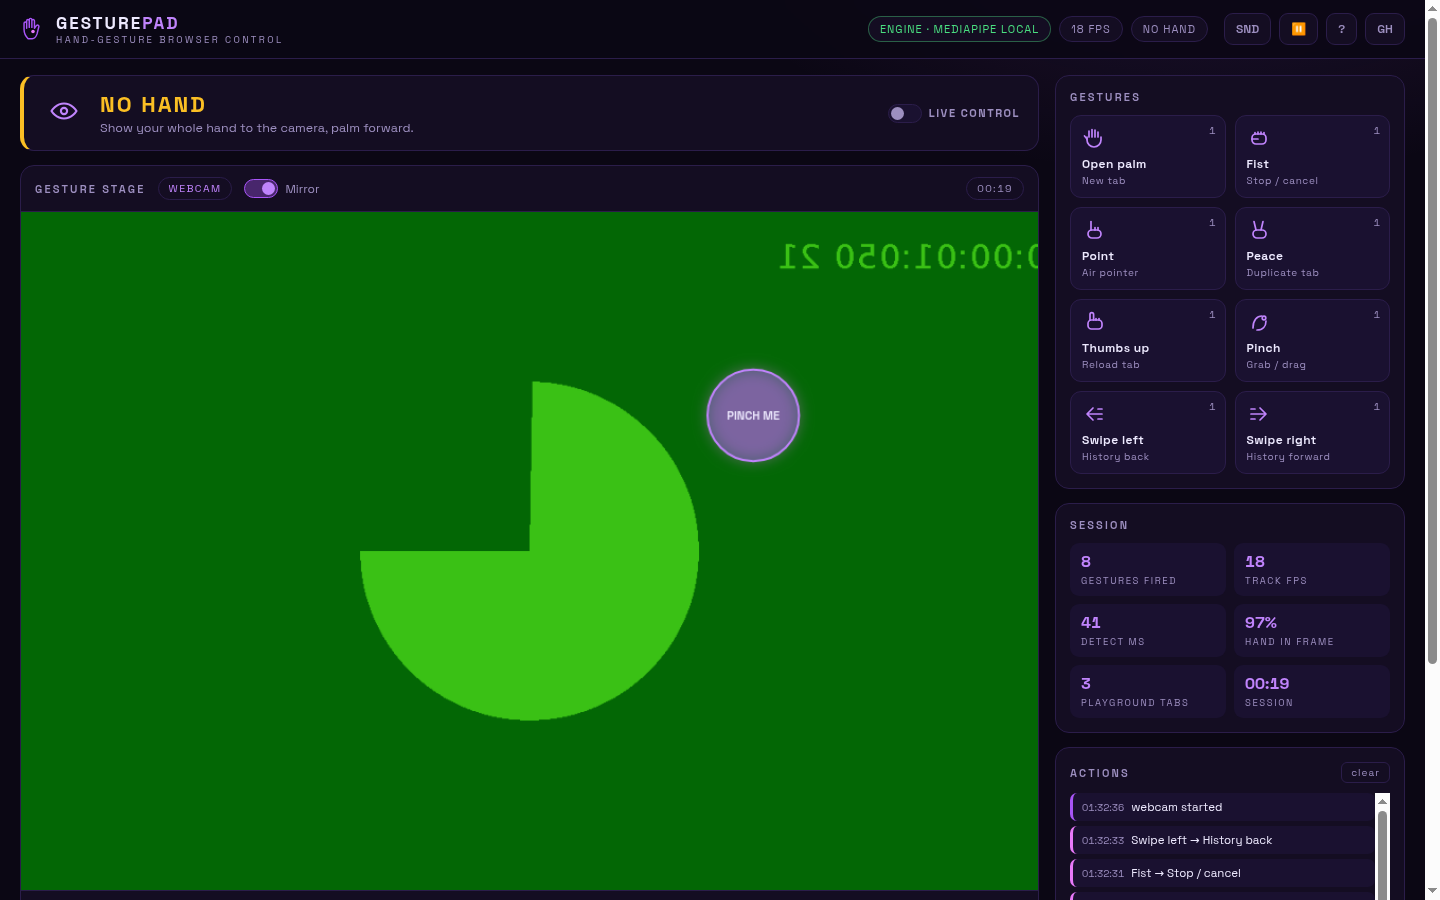 GESTUREPAD
HAND-GESTURE BROWSER CONTROL
ENGINE · MEDIAPIPE LOCAL
18 FPS
NO HAND
SND
?
GH
NO HAND
Show your whole hand to the camera, palm forward.
LIVE CONTROL
GESTURE STAGE
WEBCAM
Mirror
00:19
0:00:01:050 21
PINCH ME
GESTURES
1
Open palm
New tab
1
Fist
Stop / cancel
1
Point
Air pointer
1
Peace
Duplicate tab
1
Thumbs up
Reload tab
1
Pinch
Grab / drag
1
Swipe left
History back
1
Swipe right
History forward
SESSION
8
GESTURES FIRED
18
TRACK FPS
41
DETECT MS
97%
HAND IN FRAME
3
PLAYGROUND TABS
00:19
SESSION
ACTIONS
clear
01:32:36 webcam started
01:32:33 Swipe left → History back
01:32:31 Fist → Stop / cancel